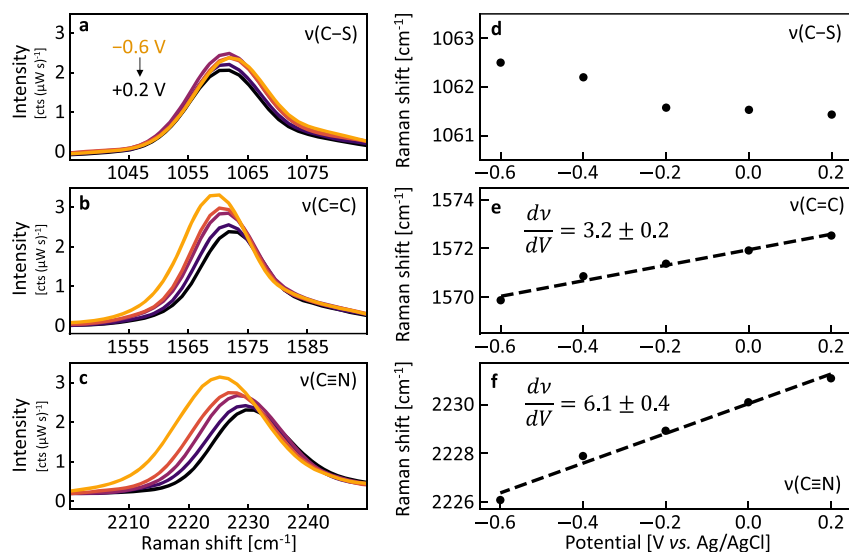 a
ν(C−S)
−0.6 V
+0.2 V
Intensity
[cts (μW s)⁻¹]
3
2
1
0
1045 1055 1065 1075
b
ν(C=C)
Intensity
[cts (μW s)⁻¹]
3
2
1
0
1555 1565 1575 1585
c
ν(C≡N)
Intensity
[cts (μW s)⁻¹]
3
2
1
0
2210 2220 2230 2240
Raman shift [cm⁻¹]
d
ν(C−S)
Raman shift [cm⁻¹]
1063
1062
1061
−0.6 −0.4 −0.2 0.0 0.2
e
ν(C=C)
dν/dV = 3.2 ± 0.2
Raman shift [cm⁻¹]
1574
1572
1570
−0.6 −0.4 −0.2 0.0 0.2
f
dν/dV = 6.1 ± 0.4
ν(C≡N)
Raman shift [cm⁻¹]
2230
2228
2226
−0.6 −0.4 −0.2 0.0 0.2
Potential [V vs. Ag/AgCl]